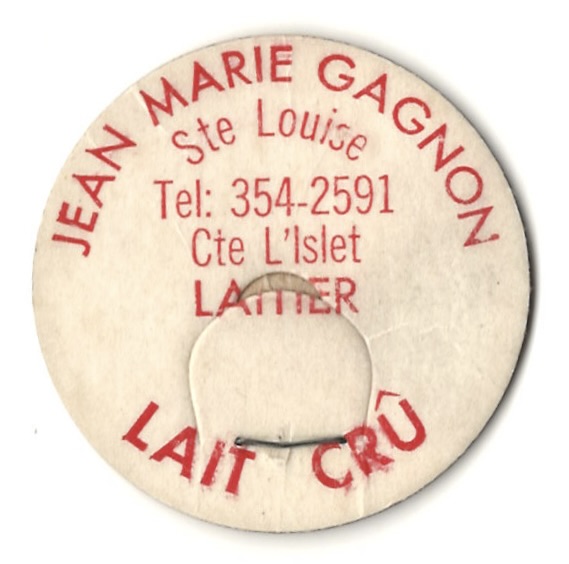 JEAN MARIE GAGNON
Ste Louise
Tel: 354-2591
Cte L'Islet
LAITIER
LAIT CRÛ